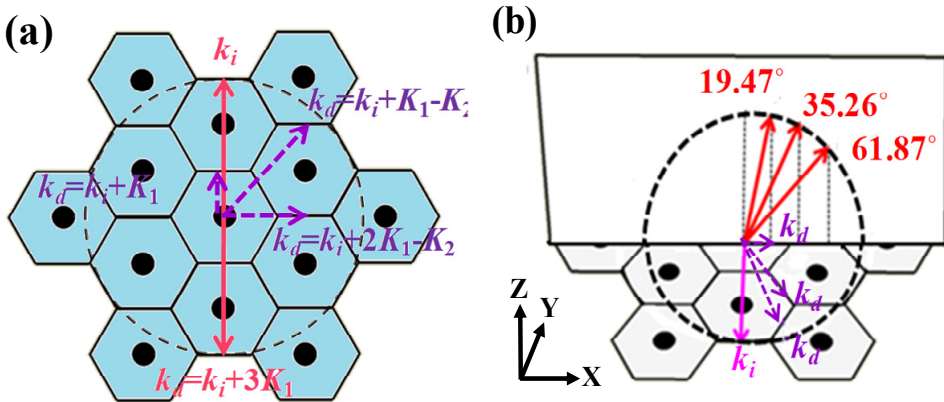 (a)
k_i
k_d=k_i+K_1-K_2
k_d=k_i+K_1
k_d=k_i+2K_1-K_2
k_d=k_i+3K_1
(b)
19.47°
35.26°
61.87°
k_d
k_d
k_d
k_i
Z
Y
X